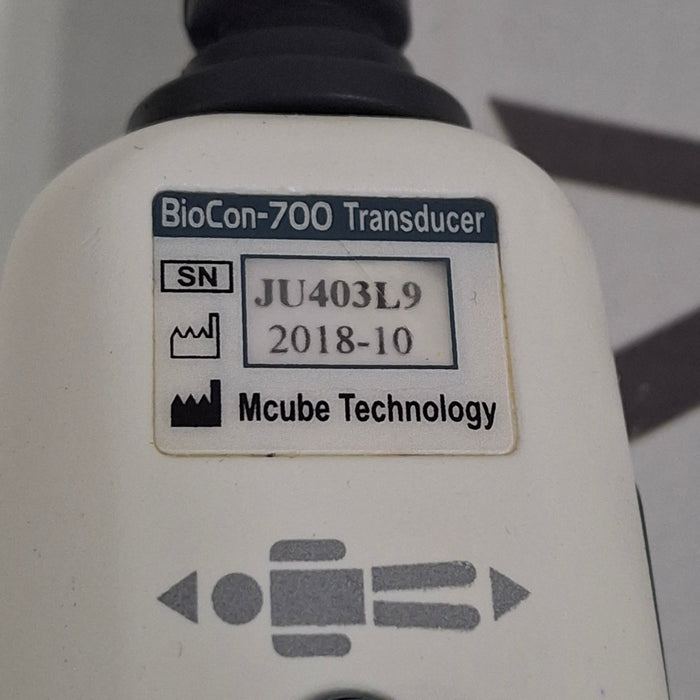 BioCon-700 Transducer
SN JU403L9
2018-10
Mcube Technology